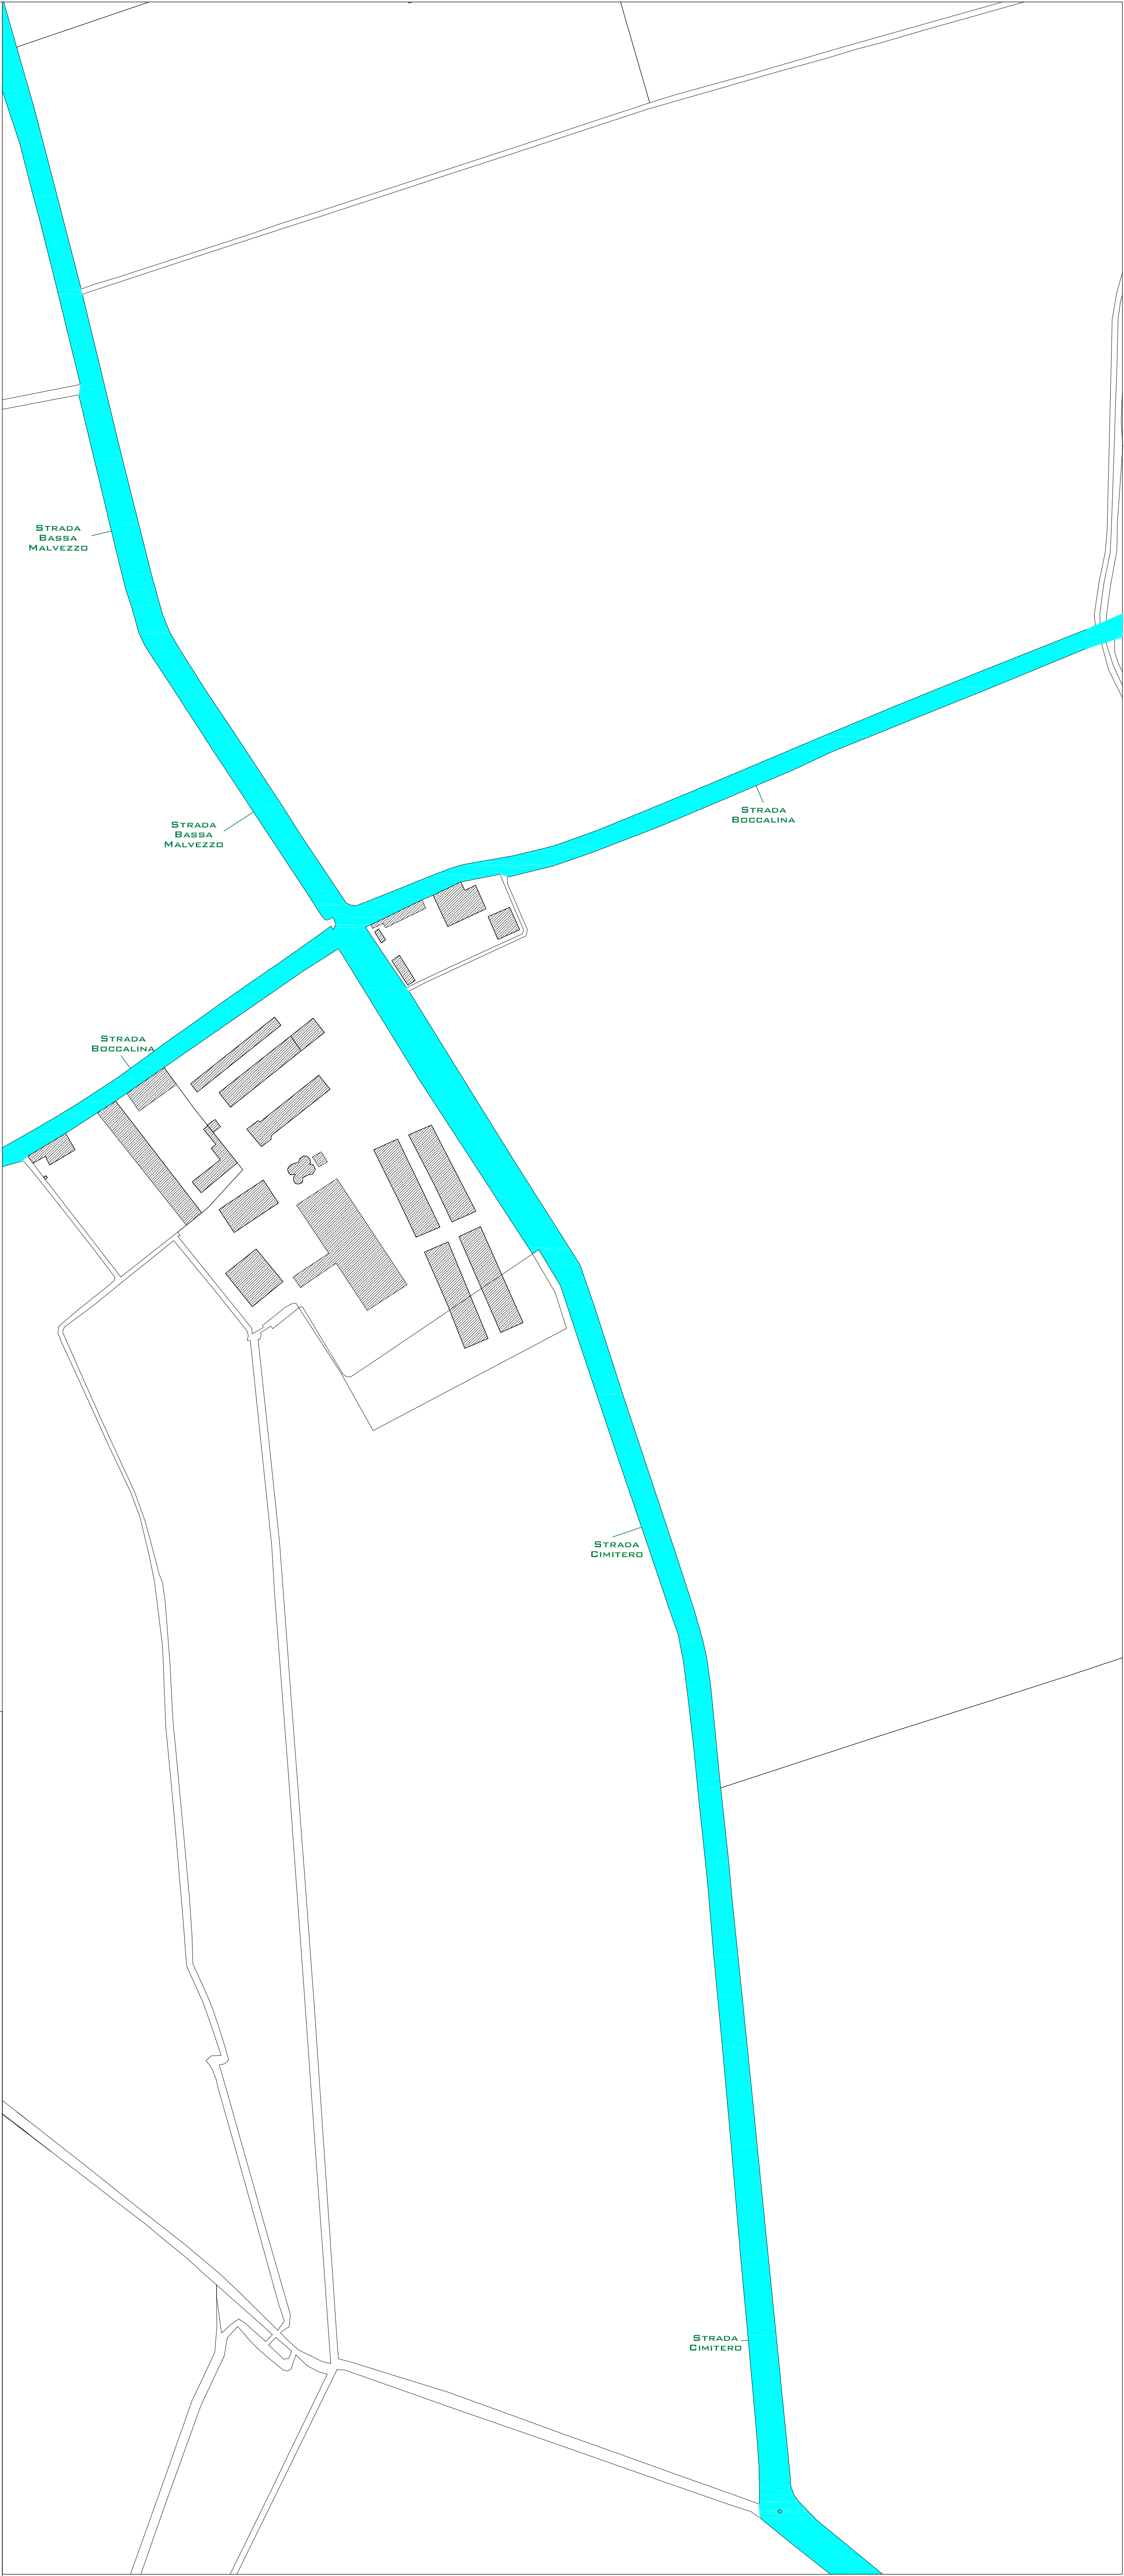 Strada
Bassa
Malvezzo
Strada
Boccalina
Strada
Bassa
Malvezzo
Strada
Boccalina
Strada
Cimitero
Strada
Cimitero